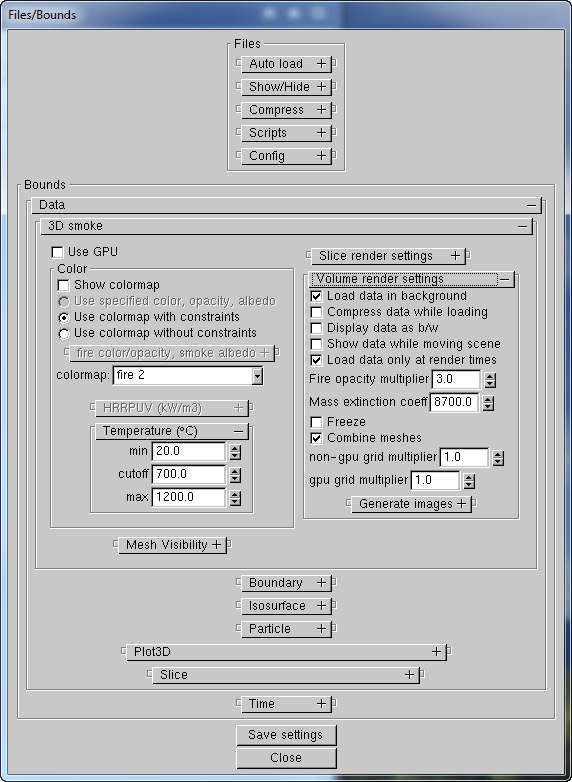 Files/Bounds
Files
Auto load
Show/Hide
Compress
Scripts
Config
Bounds
Data
3D smoke
Use GPU
Color
Show colormap
Use specified color, opacity, albedo
Use colormap with constraints
Use colormap without constraints
fire color/opacity, smoke albedo
colormap: fire 2
HRRPUV (kW/m3)
Temperature (°C)
min 20.0
cutoff 700.0
max 1200.0
Mesh Visibility
Slice render settings
Volume render settings
Load data in background
Compress data while loading
Display data as b/w
Show data while moving scene
Load data only at render times
Fire opacity multiplier 3.0
Mass extinction coeff 8700.0
Freeze
Combine meshes
non-gpu grid multiplier 1.0
gpu grid multiplier 1.0
Generate images
Boundary
Isosurface
Particle
Plot3D
Slice
Time
Save settings
Close